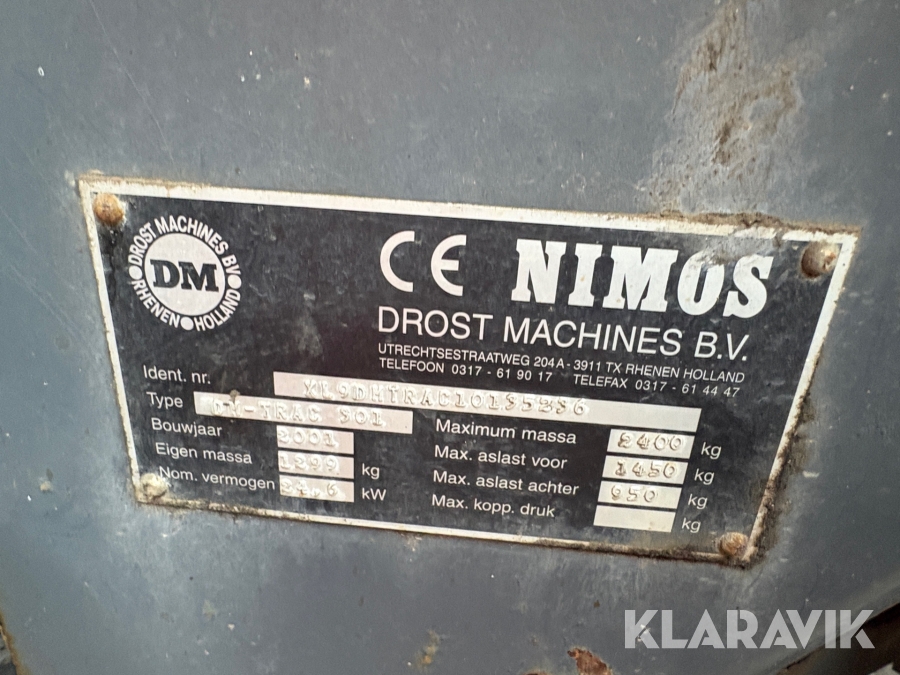 DROST MACHINES BV.
DM
RHENEN • HOLLAND
CE NIMOS
DROST MACHINES B.V.
UTRECHTSESTRAATWEG 204A - 3911 TX RHENEN HOLLAND
TELEFOON 0317 - 61 90 17 TELEFAX 0317 - 61 44 47
Ident. nr.
Type DM-TRAC 301
Bouwjaar 2001
Eigen massa 1299 kg
Nom. vermogen 24,6 kW
Maximum massa 2400 kg
Max. aslast voor 1450 kg
Max. aslast achter 950 kg
Max. kopp. druk kg
KLARAVIK